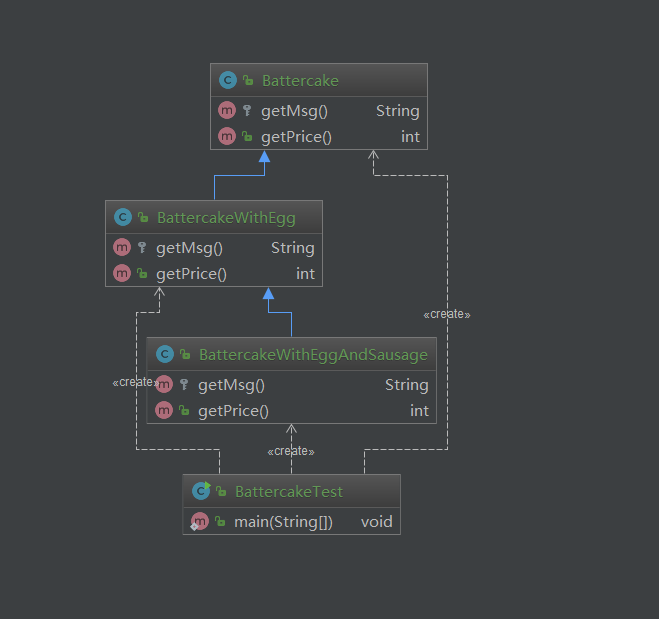 Battercake
getMsg() String
getPrice() int
BattercakeWithEgg
getMsg() String
getPrice() int
«create»
BattercakeWithEggAndSausage
«create»
getMsg() String
getPrice() int
«create»
BattercakeTest
main(String[]) void